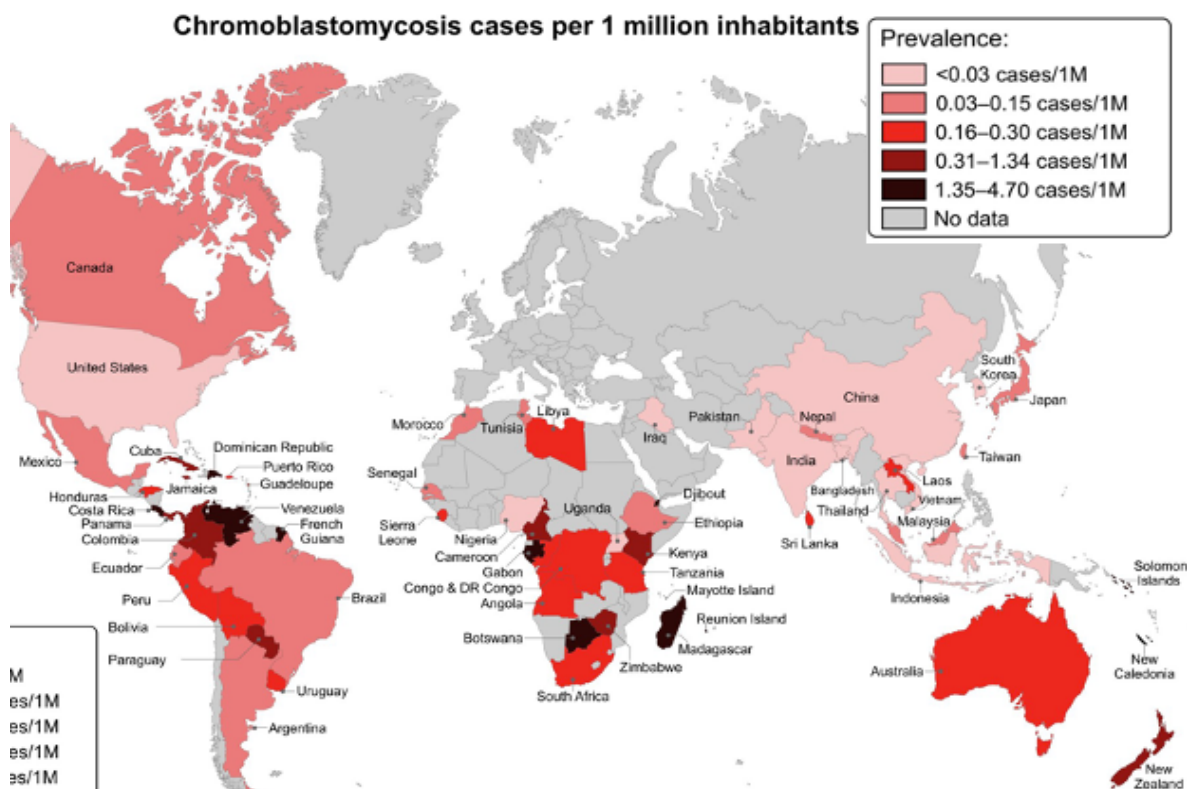 Chromoblastomycosis cases per 1 million inhabitants
Prevalence:
<0.03 cases/1M
0.03–0.15 cases/1M
0.16–0.30 cases/1M
0.31–1.34 cases/1M
1.35–4.70 cases/1M
No data
Canada
United States
Mexico
Cuba
Dominican Republic
Puerto Rico
Guadeloupe
Jamaica
Honduras
Costa Rica
Panama
Colombia
Venezuela
French
Guiana
Ecuador
Peru
Brazil
Bolivia
Paraguay
Uruguay
Argentina
Morocco
Tunisia
Libya
Senegal
Sierra
Leone
Nigeria
Cameroon
Gabon
Congo & DR Congo
Angola
Botswana
South Africa
Uganda
Djibout
Ethiopia
Kenya
Tanzania
Mayotte Island
Reunion Island
Madagascar
Zimbabwe
Iraq
Pakistan
Nepal
India
China
South
Korea
Japan
Taiwan
Bangladesh
Laos
Vietnam
Thailand
Malaysia
Sri Lanka
Indonesia
Solomon
Islands
New
Caledonia
Australia
New
Zealand
M
es/1M
es/1M
es/1M
es/1M